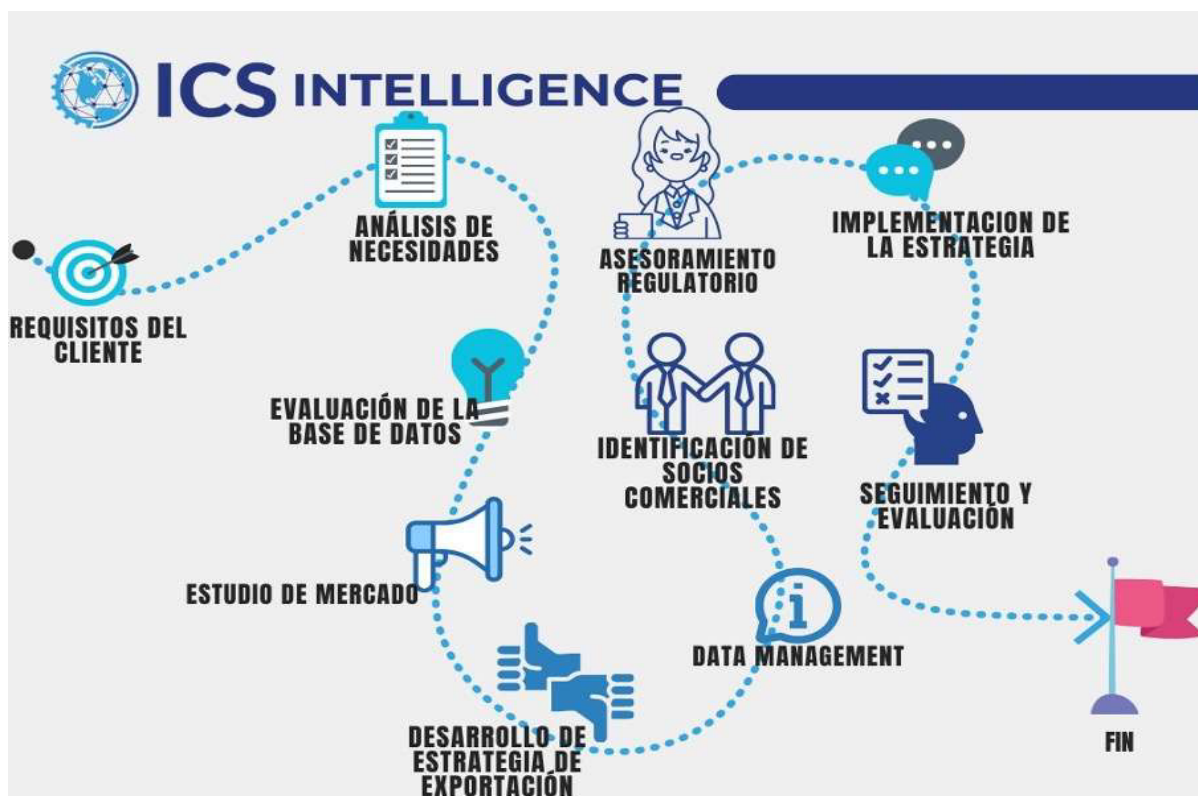 ICS INTELLIGENCE
REQUISITOS DEL
CLIENTE
ANÁLISIS DE
NECESIDADES
EVALUACIÓN DE LA
BASE DE DATOS
ESTUDIO DE MERCADO
DESARROLLO DE
ESTRATEGIA DE
EXPORTACIÓN
i
DATA MANAGEMENT
IDENTIFICACIÓN DE
SOCIOS
COMERCIALES
ASESORAMIENTO
REGULATORIO
IMPLEMENTACION DE
LA ESTRATEGIA
SEGUIMIENTO Y
EVALUACIÓN
FIN